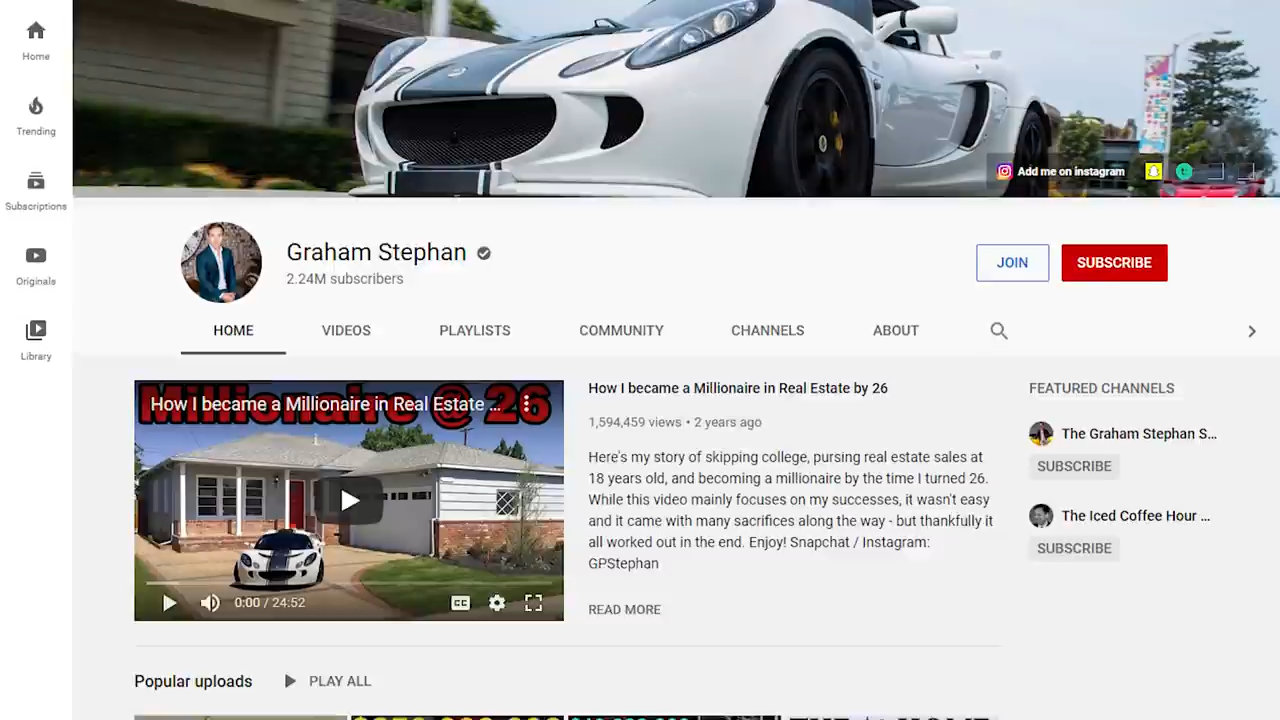 Home
Trending
Subscriptions
Originals
Library
Add me on instagram
Graham Stephan
2.24M subscribers
JOIN
SUBSCRIBE
HOME
VIDEOS
PLAYLISTS
COMMUNITY
CHANNELS
ABOUT
Millionaire @ 26
How I became a Millionaire in Real Estate ...
0:00 / 24:52
CC
How I became a Millionaire in Real Estate by 26
1,594,459 views • 2 years ago
Here's my story of skipping college, pursing real estate sales at
18 years old, and becoming a millionaire by the time I turned 26.
While this video mainly focuses on my successes, it wasn't easy
and it came with many sacrifices along the way - but thankfully it
all worked out in the end. Enjoy! Snapchat / Instagram:
GPStephan
READ MORE
FEATURED CHANNELS
The Graham Stephan S...
SUBSCRIBE
The Iced Coffee Hour ...
SUBSCRIBE
Popular uploads
PLAY ALL